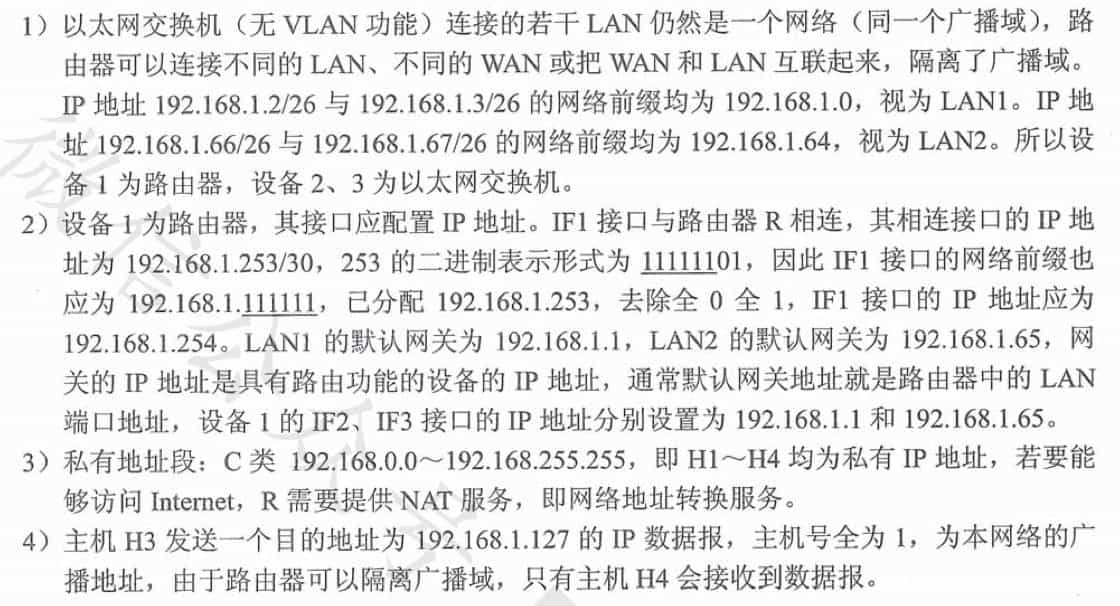 1）以太网交换机（无 VLAN 功能）连接的若干 LAN 仍然是一个网络（同一个广播域），路
由器可以连接不同的 LAN、不同的 WAN 或把 WAN 和 LAN 互联起来，隔离了广播域。
IP 地址 192.168.1.2/26 与 192.168.1.3/26 的网络前缀均为 192.168.1.0，视为 LAN1。IP 地
址 192.168.1.66/26 与 192.168.1.67/26 的网络前缀均为 192.168.1.64，视为 LAN2。所以设
备 1 为路由器，设备 2、3 为以太网交换机。
2）设备 1 为路由器，其接口应配置 IP 地址。IF1 接口与路由器 R 相连，其相连接口的 IP 地
址为 192.168.1.253/30，253 的二进制表示形式为 11111101，因此 IF1 接口的网络前缀也
应为 192.168.1.111111，已分配 192.168.1.253，去除全 0 全 1，IF1 接口的 IP 地址应为
192.168.1.254。LAN1 的默认网关为 192.168.1.1，LAN2 的默认网关为 192.168.1.65，网
关的 IP 地址是具有路由功能的设备的 IP 地址，通常默认网关地址就是路由器中的 LAN
端口地址，设备 1 的 IF2、IF3 接口的 IP 地址分别设置为 192.168.1.1 和 192.168.1.65。
3）私有地址段：C 类 192.168.0.0～192.168.255.255，即 H1～H4 均为私有 IP 地址，若要能
够访问 Internet，R 需要提供 NAT 服务，即网络地址转换服务。
4）主机 H3 发送一个目的地址为 192.168.1.127 的 IP 数据报，主机号全为 1，为本网络的广
播地址，由于路由器可以隔离广播域，只有主机 H4 会接收到数据报。
微信公众号